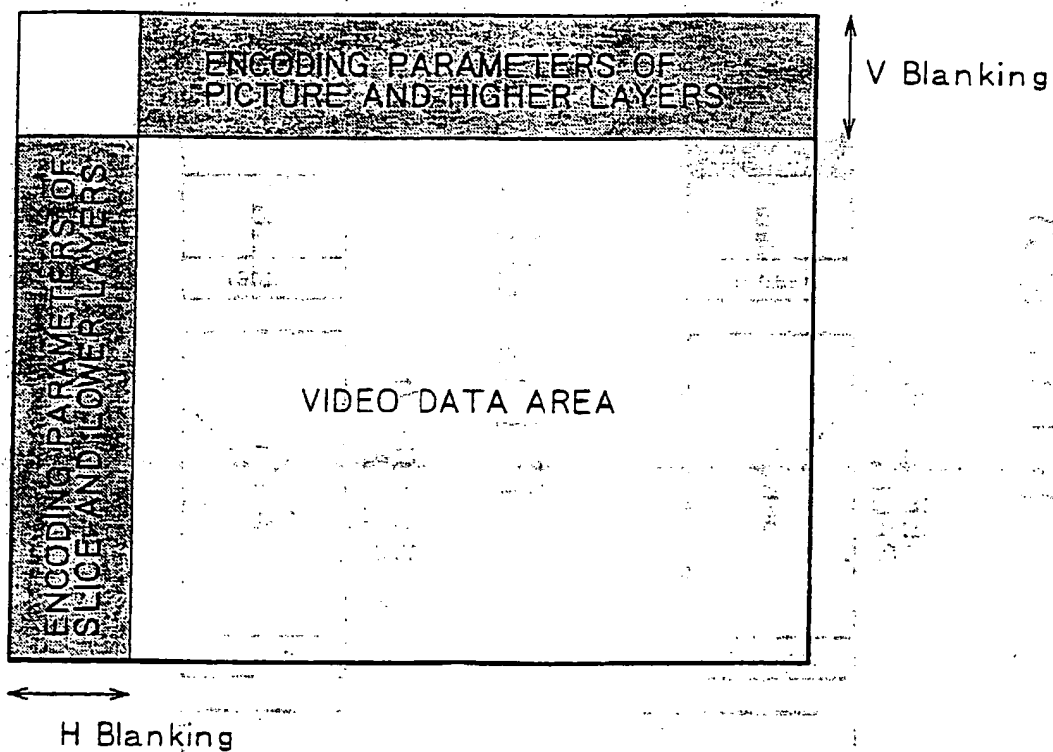 ENCODING PARAMETERS OF
PICTURE AND HIGHER LAYERS
V Blanking
ENCODING PARAMETERS OF
SLICE AND LOWER LAYERS
VIDEO DATA AREA
H Blanking